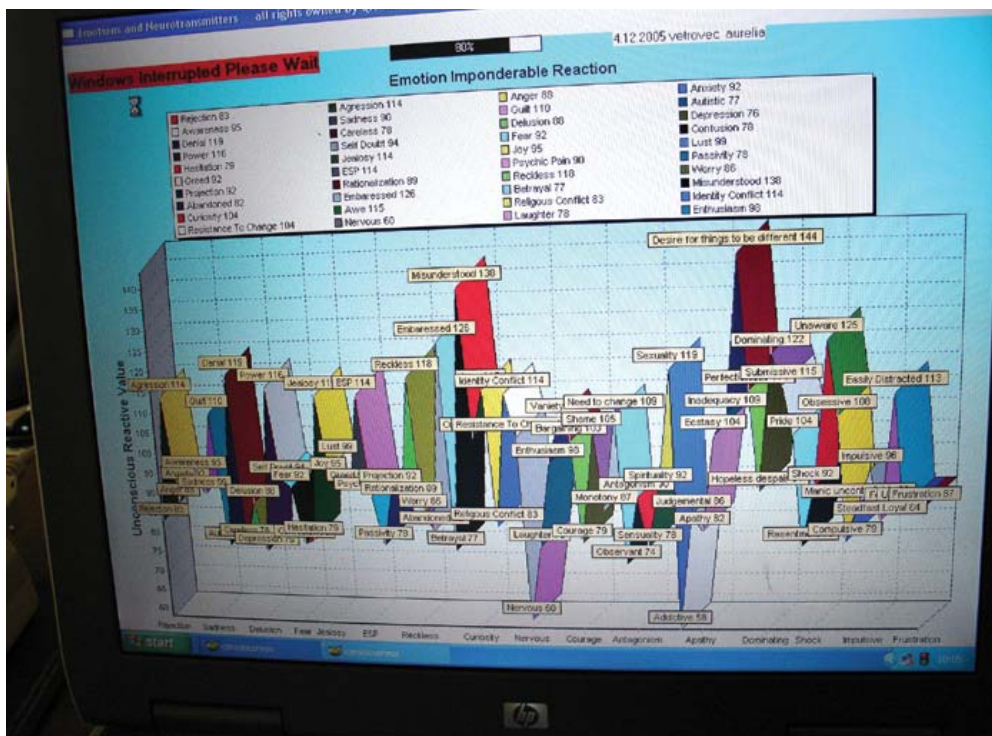 Emotions and Neurotransmitters all rights owned by
90%
4.12.2005 vetrovec aurelia
Windows Interrupted Please Wait
Emotion Imponderable Reaction
Rejection 83
Awareness 95
Denial 119
Power 116
Hesitation 79
Greed 92
Projection 92
Abandoned 82
Curiosity 104
Resistance To Change 104
Agression 114
Sadness 90
Careless 78
Self Doubt 94
Jealosy 114
ESP 114
Rationalization 89
Embaressed 126
Awe 115
Nervous 60
Anger 88
Guilt 110
Delusion 88
Fear 92
Joy 95
Psychic Pain 90
Reckless 118
Betrayal 77
Religous Conflict 83
Laughter 78
Anxiety 92
Autistic 77
Depression 76
Confusion 78
Lust 99
Passivity 78
Worry 86
Misunderstood 138
Identity Conflict 114
Enthusiasm 98
Unconscious Reactive Value
140
135
130
125
120
115
110
105
100
95
90
85
80
75
70
65
60
Desire for things to be different 144
Misunderstood 138
Embaressed 126
Unaware 125
Dominating 122
Denial 119
Sexuality 119
Reckless 118
Power 116
Submissive 115
Agression 114
ESP 114
Identity Conflict 114
Easily Distracted 113
Guilt 110
Need to change 109
Inadequacy 109
Obsessive 108
Shame 105
Ecstasy 104
Pride 104
Bargaining 103
Lust 99
Enthusiasm 98
Impulsive 96
Awareness 95
Joy 95
Self Doubt 94
Fear 92
Projection 92
Spirituality 92
Shock 92
Antagonism 90
Sadness 90
Rationalization 89
Delusion 88
Monotony 87
Frustration 87
Worry 86
Judgemental 86
Steadfast Loyal 84
Religous Conflict 83
Rejection 83
Apathy 82
Hesitation 79
Courage 79
Compulsive 79
Passivity 78
Sensuality 78
Betrayal 77
Observant 74
Nervous 60
Addictive 58
Rejection Sadness Delusion Fear Jealosy ESP Reckless Curiosity Nervous Courage Antagonism Apathy Dominating Shock Impulsive Frustration
start
10:05
hp